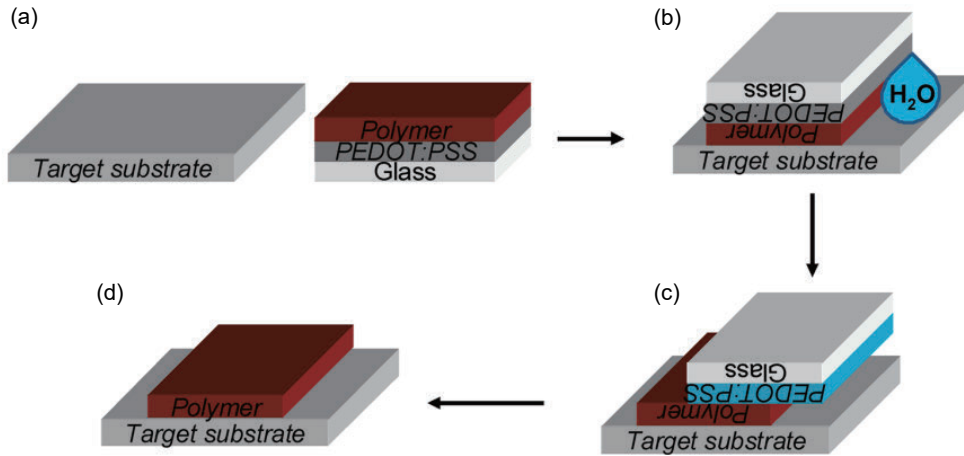 (a)
Target substrate
Polymer
PEDOT:PSS
Glass
(b)
Glass
PEDOT:PSS
Polymer
H₂O
Target substrate
(d)
Polymer
Target substrate
(c)
Glass
PEDOT:PSS
Polymer
Target substrate